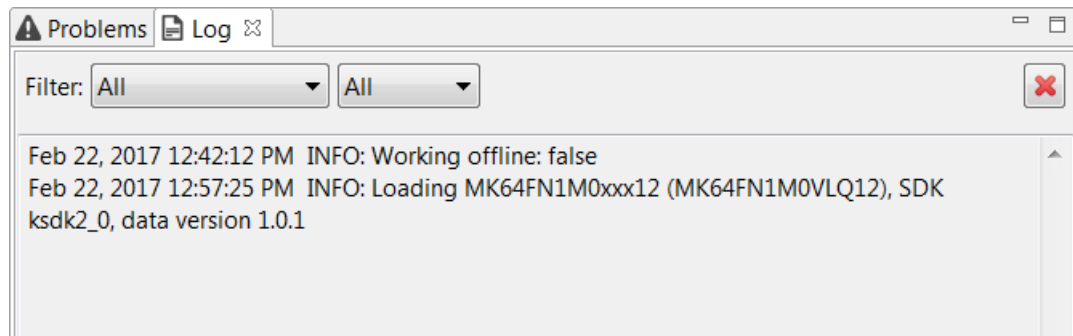 Problems Log
Filter: All All
Feb 22, 2017 12:42:12 PM INFO: Working offline: false
Feb 22, 2017 12:57:25 PM INFO: Loading MK64FN1M0xxx12 (MK64FN1M0VLQ12), SDK
ksdk2_0, data version 1.0.1